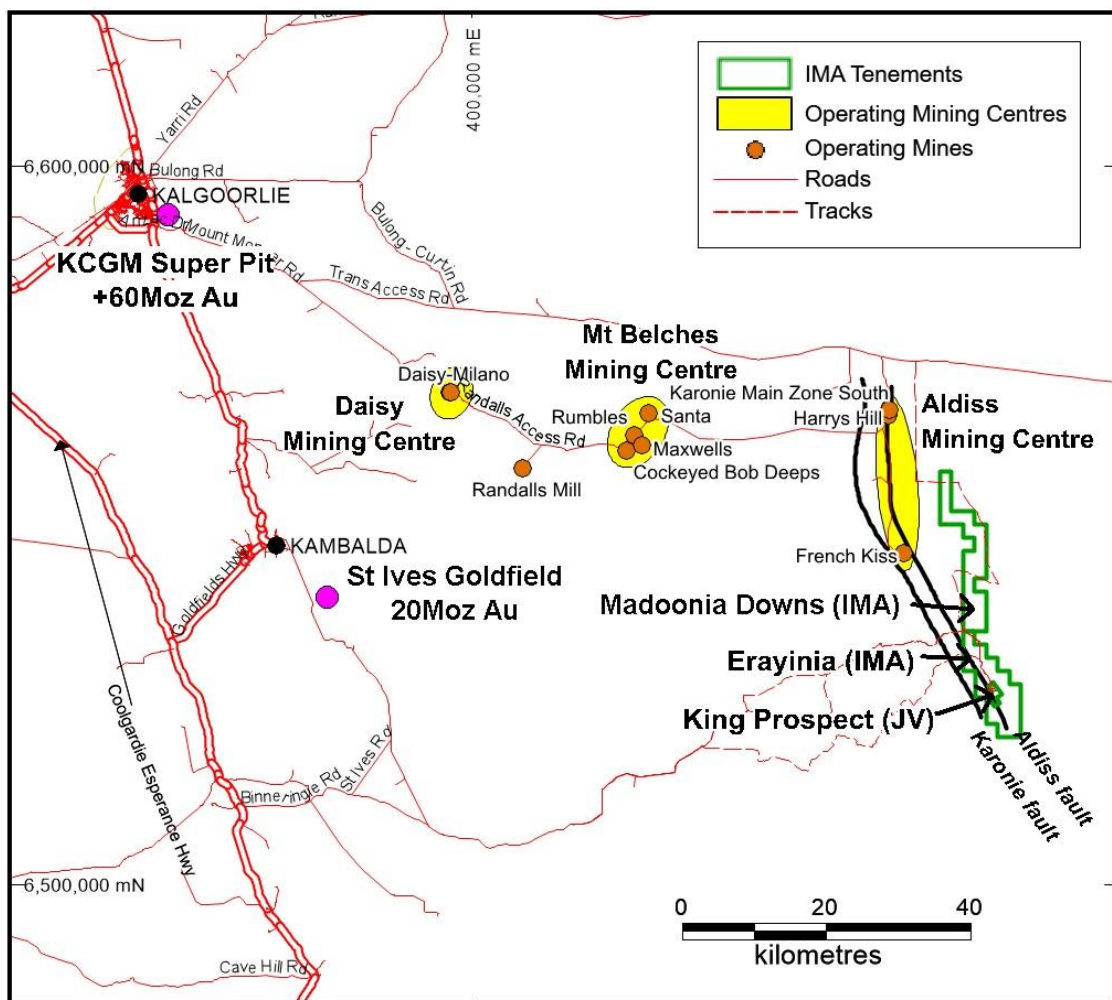 400,000 mE
IMA Tenements
Operating Mining Centres
Operating Mines
Roads
Tracks
Yarri Rd
6,600,000 mN
Bulong Rd
KALGOORLIE
Mount Monger Rd
Bulong - Curtin Rd
KCGM Super Pit
+60Moz Au
Trans Access Rd
Mt Belches
Mining Centre
Daisy-Milano
Daisy
Mining Centre
Randalls Access Rd
Karonie Main Zone South
Rumbles
Santa
Harrys Hill
Aldiss
Mining Centre
Maxwells
Cockeyed Bob Deeps
Randalls Mill
KAMBALDA
French Kiss
Goldfields Hwy
St Ives Goldfield
20Moz Au
Madoonia Downs (IMA)
Erayinia (IMA)
King Prospect (JV)
Coolgardie Esperance Hwy
St Ives Rd
Binneringie Rd
Karonie fault
Aldiss fault
6,500,000 mN
0 20 40
kilometres
Cave Hill Rd